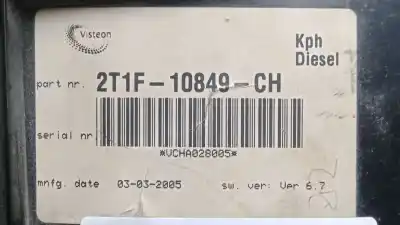 Visteon
Kph
Diesel
part nr. 2T1F-10849-CH
serial nr
*VCHA028005*
mnfg. date 03-03-2005 sw. ver: Ver 6.7